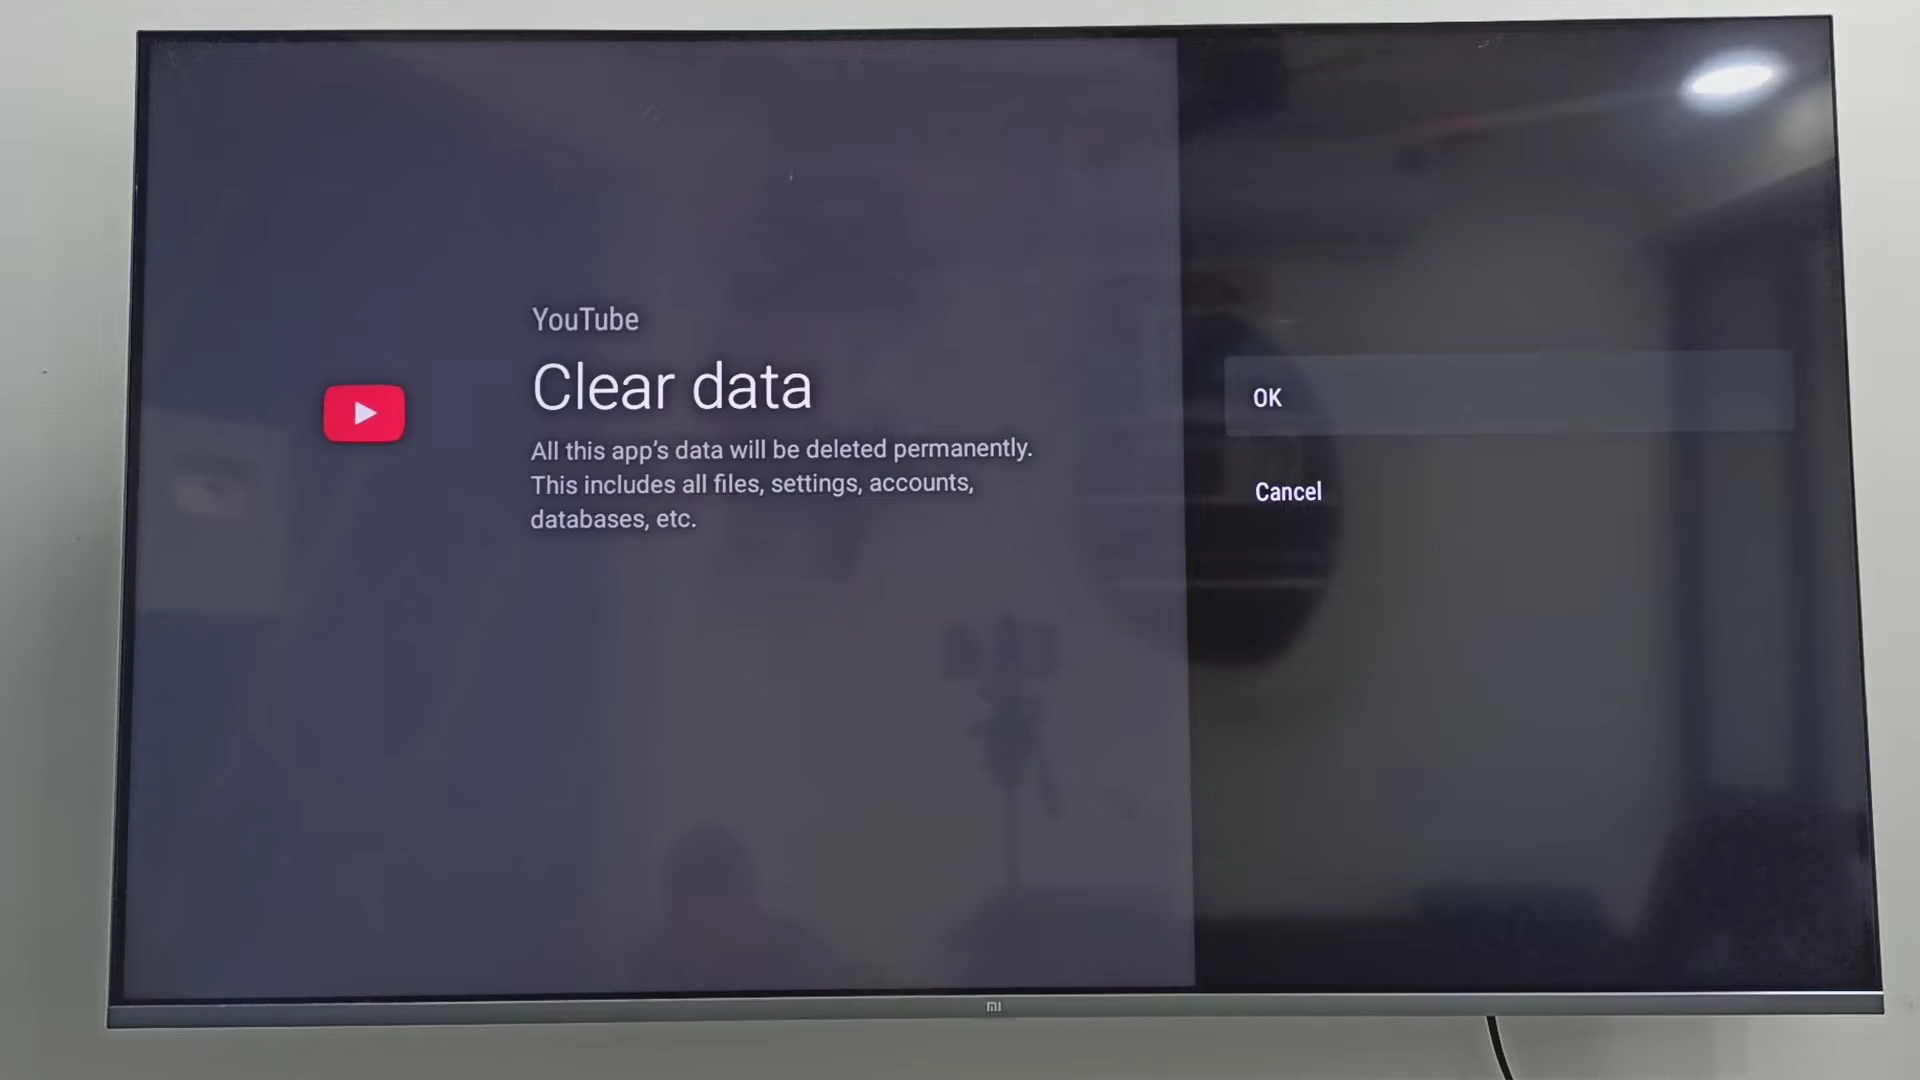 YouTube
Clear data
All this app’s data will be deleted permanently.
This includes all files, settings, accounts,
databases, etc.
OK
Cancel
mi